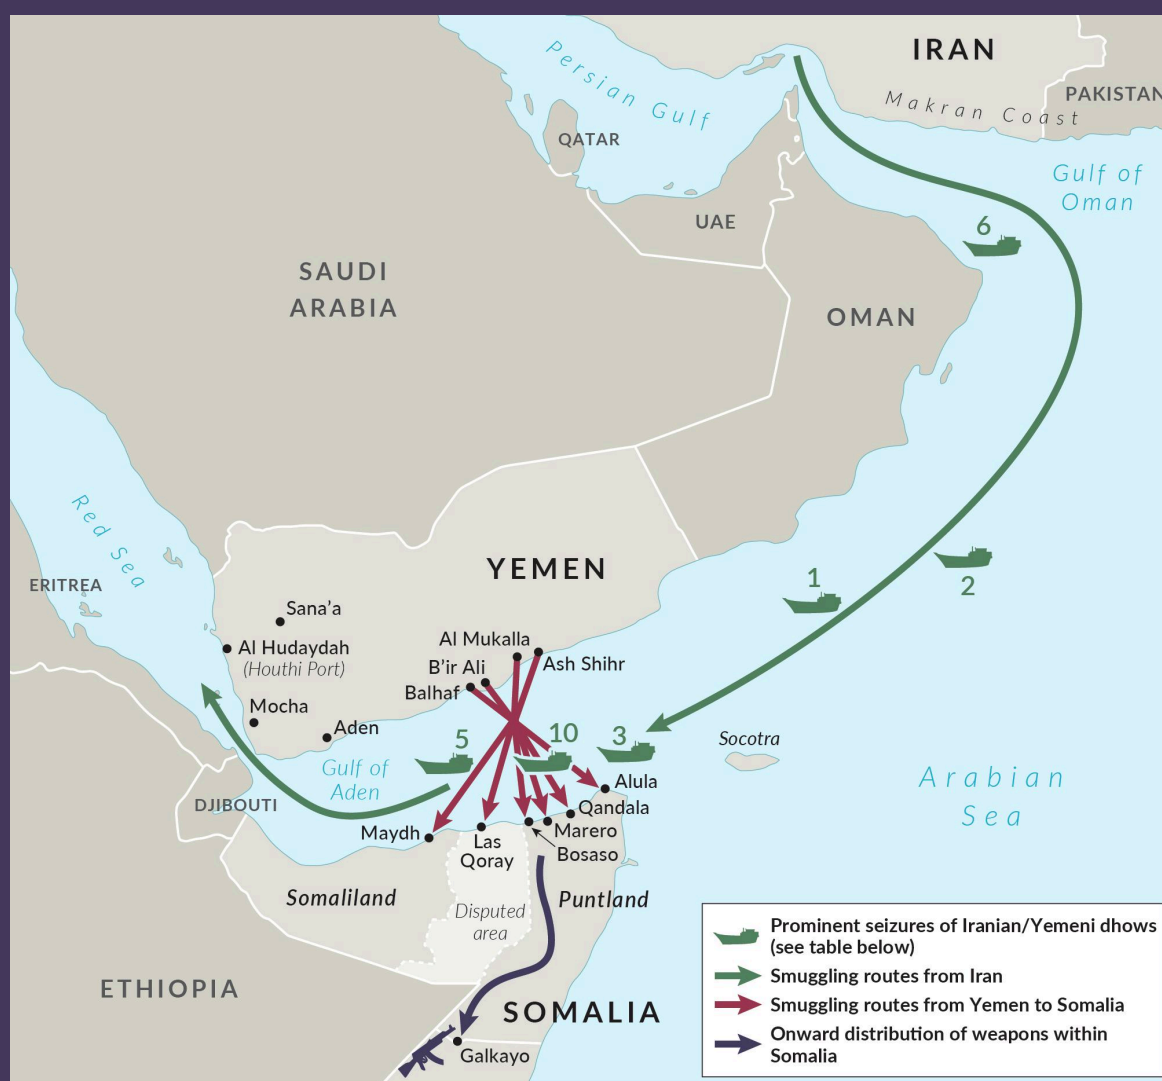 IRAN
Persian Gulf
Makran Coast
PAKISTAN
QATAR
Gulf of
Oman
UAE
6
SAUDI
ARABIA
OMAN
Red Sea
YEMEN
ERITREA
1
2
Sana’a
Al Mukalla
Al Hudaydah
(Houthi Port)
B’ir Ali
Ash Shihr
Balhaf
Mocha
Aden
5
10
3
Socotra
Gulf of
Aden
Alula
Arabian
Sea
DJIBOUTI
Qandala
Maydh
Marero
Las
Qoray
Bosaso
Somaliland
Puntland
Disputed
area
ETHIOPIA
SOMALIA
Galkayo
Prominent seizures of Iranian/Yemeni dhows
(see table below)
Smuggling routes from Iran
Smuggling routes from Yemen to Somalia
Onward distribution of weapons within
Somalia